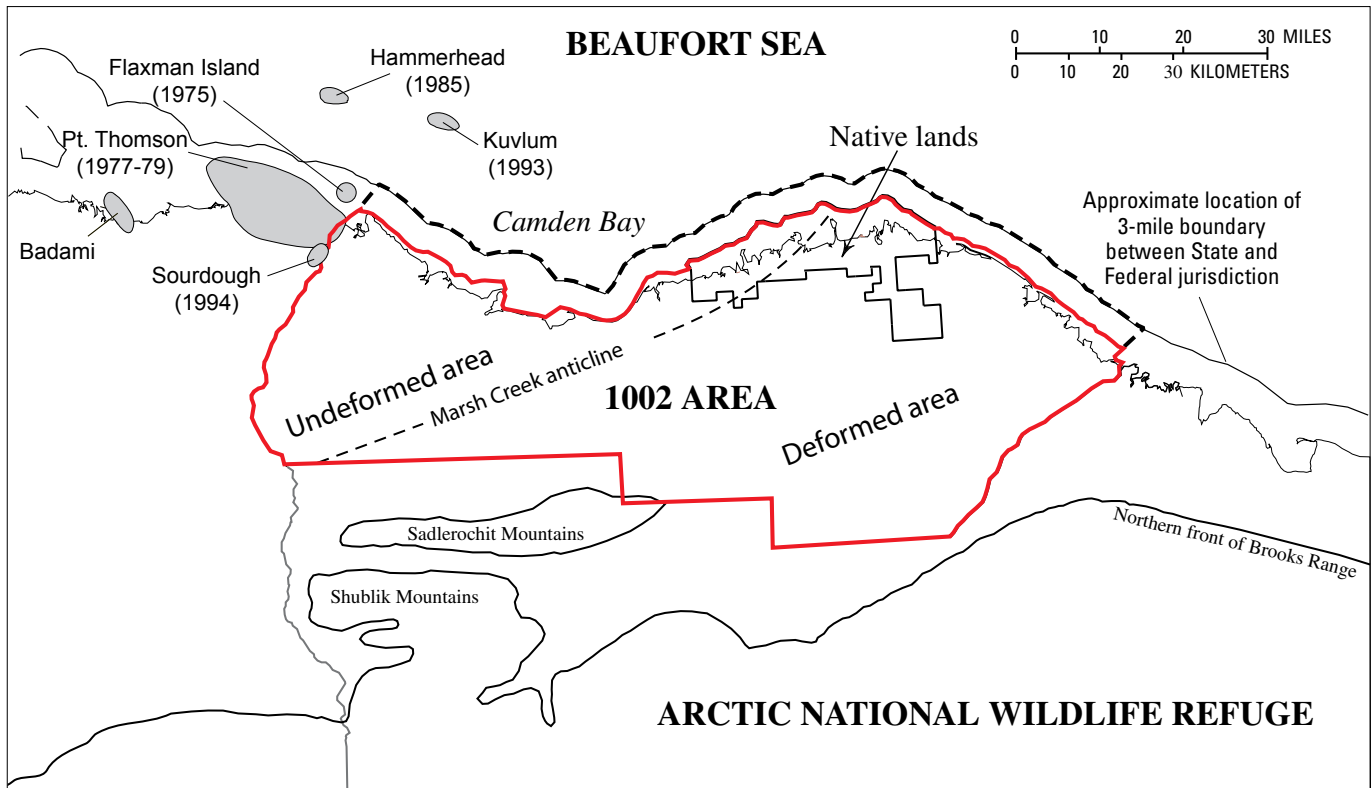 BEAUFORT SEA
0 10 20 30 MILES
0 10 20 30 KILOMETERS
Hammerhead
(1985)
Flaxman Island
(1975)
Kuvlum
(1993)
Pt. Thomson
(1977-79)
Native lands
Badami
Camden Bay
Approximate location of
3-mile boundary
between State and
Federal jurisdiction
Sourdough
(1994)
Undeformed area
Marsh Creek anticline
1002 AREA
Deformed area
Sadlerochit Mountains
Northern front of Brooks Range
Shublik Mountains
ARCTIC NATIONAL WILDLIFE REFUGE